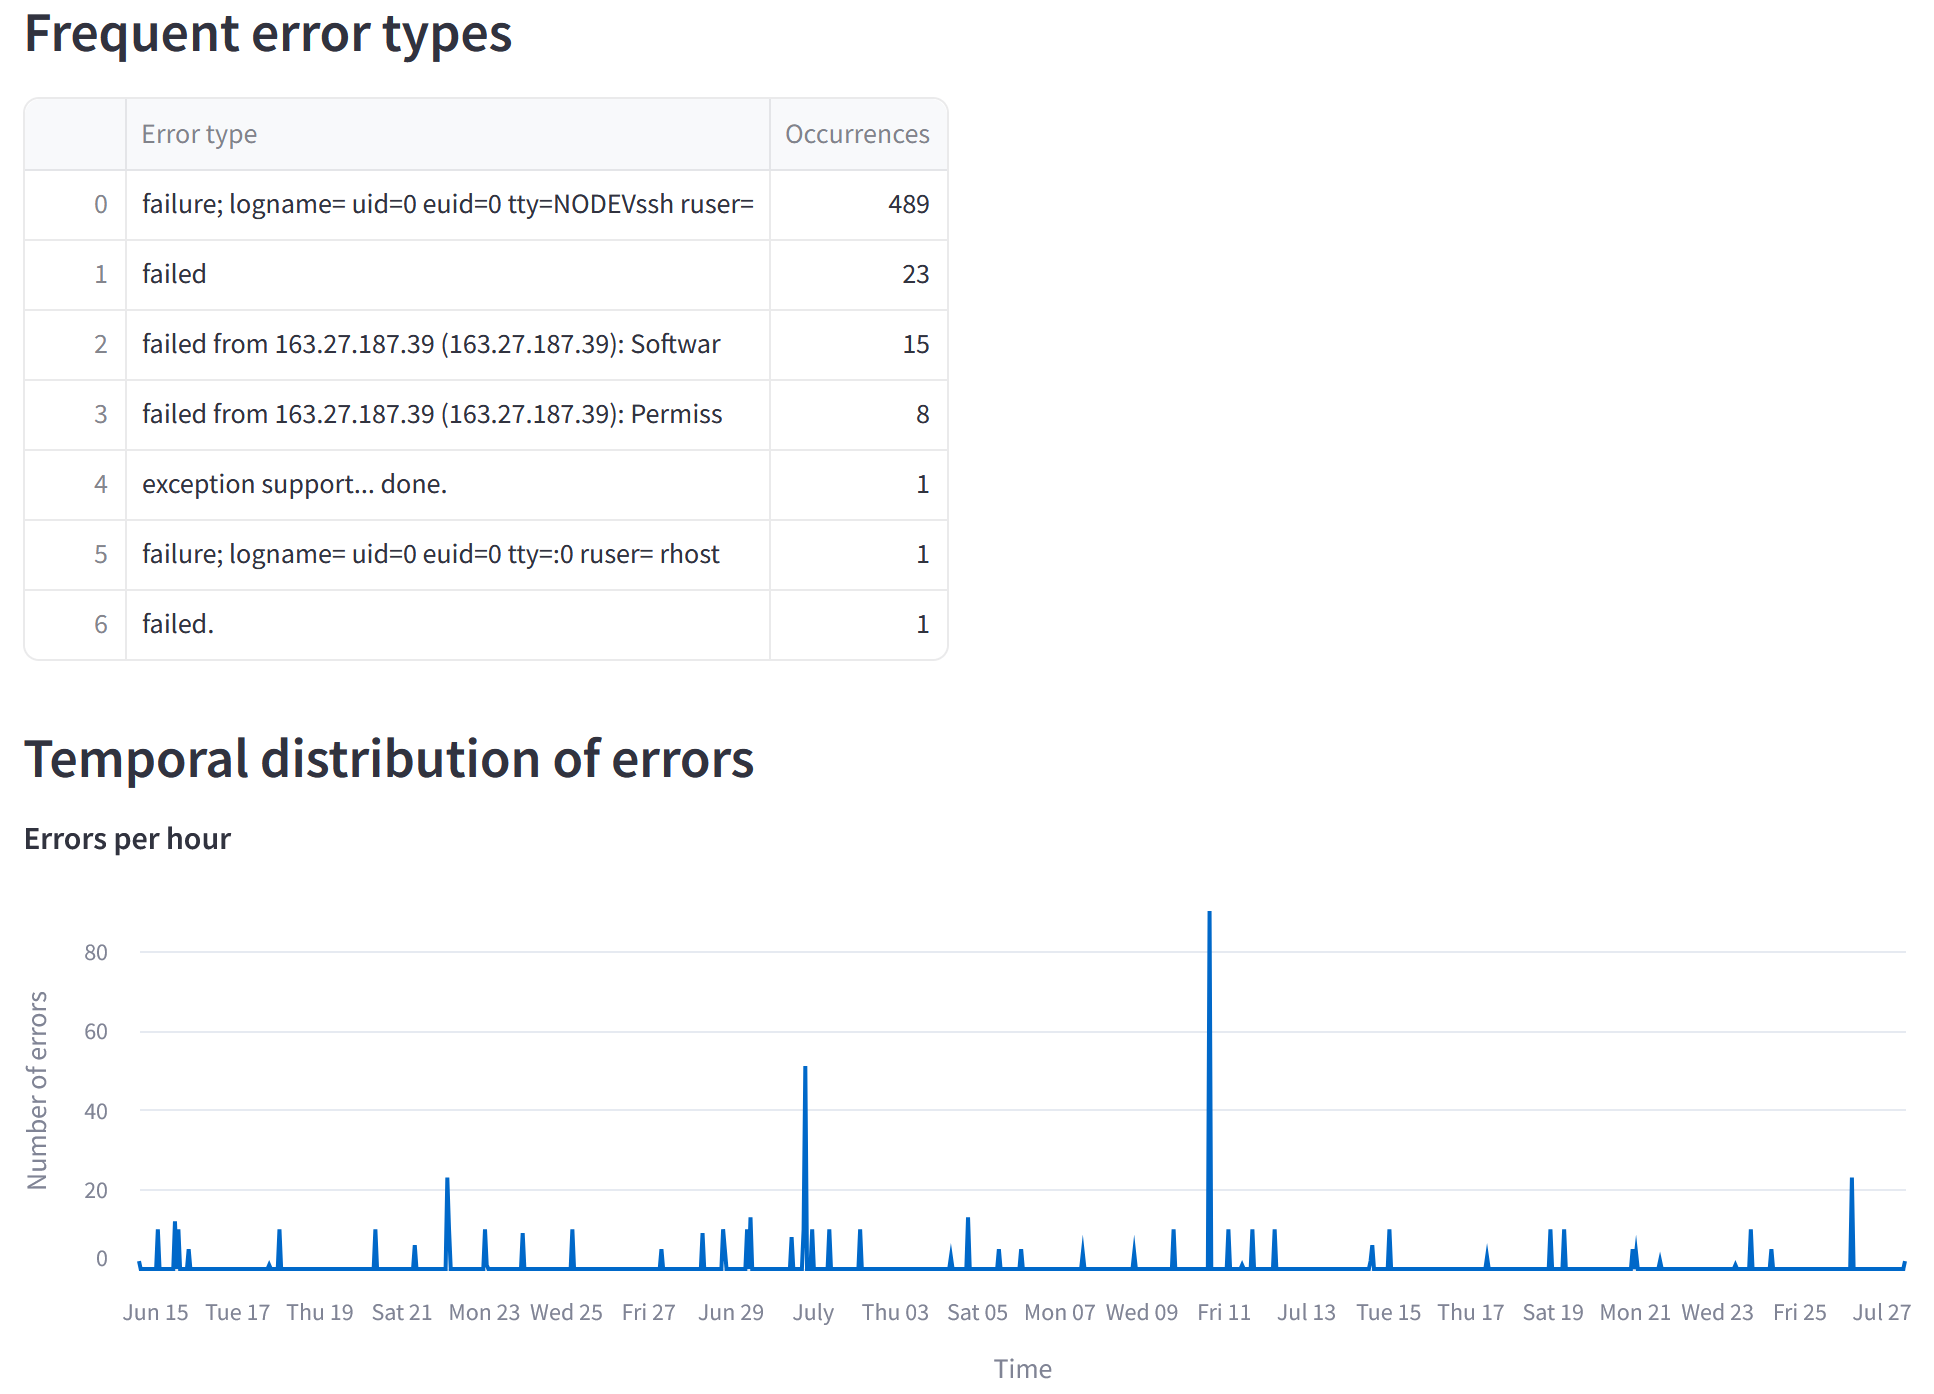 Frequent error types
Error type Occurrences
0 failure; logname= uid=0 euid=0 tty=NODEVssh ruser= 489
1 failed 23
2 failed from 163.27.187.39 (163.27.187.39): Softwar 15
3 failed from 163.27.187.39 (163.27.187.39): Permiss 8
4 exception support... done. 1
5 failure; logname= uid=0 euid=0 tty=:0 ruser= rhost 1
6 failed. 1
Temporal distribution of errors
Errors per hour
Number of errors
80
60
40
20
0
Jun 15 Tue 17 Thu 19 Sat 21 Mon 23 Wed 25 Fri 27 Jun 29 July Thu 03 Sat 05 Mon 07 Wed 09 Fri 11 Jul 13 Tue 15 Thu 17 Sat 19 Mon 21 Wed 23 Fri 25 Jul 27
Time